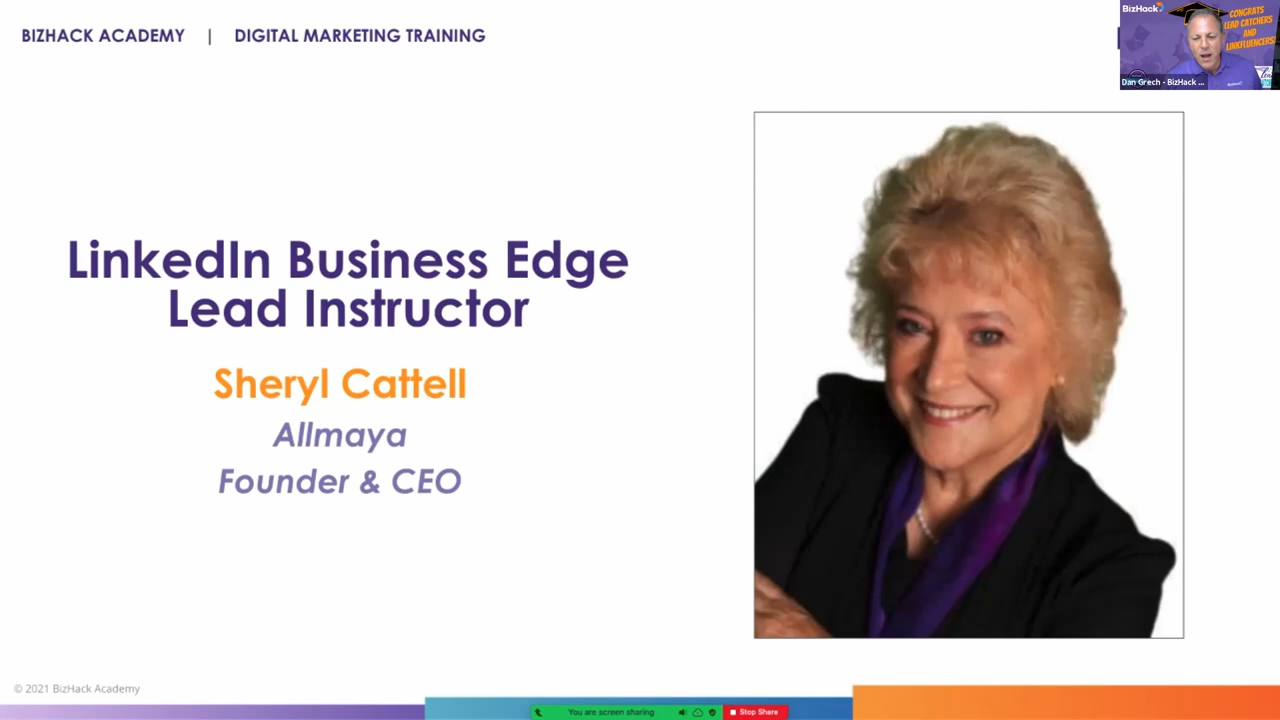 BIZHACK ACADEMY | DIGITAL MARKETING TRAINING
BizHack
CONGRATS
LEAD CATCHERS
AND
LINKFLUENCERS!
Dan Grech - BizHack ...
LinkedIn Business Edge
Lead Instructor
Sheryl Cattell
Allmaya
Founder & CEO
© 2021 BizHack Academy
You are screen sharing
Stop Share